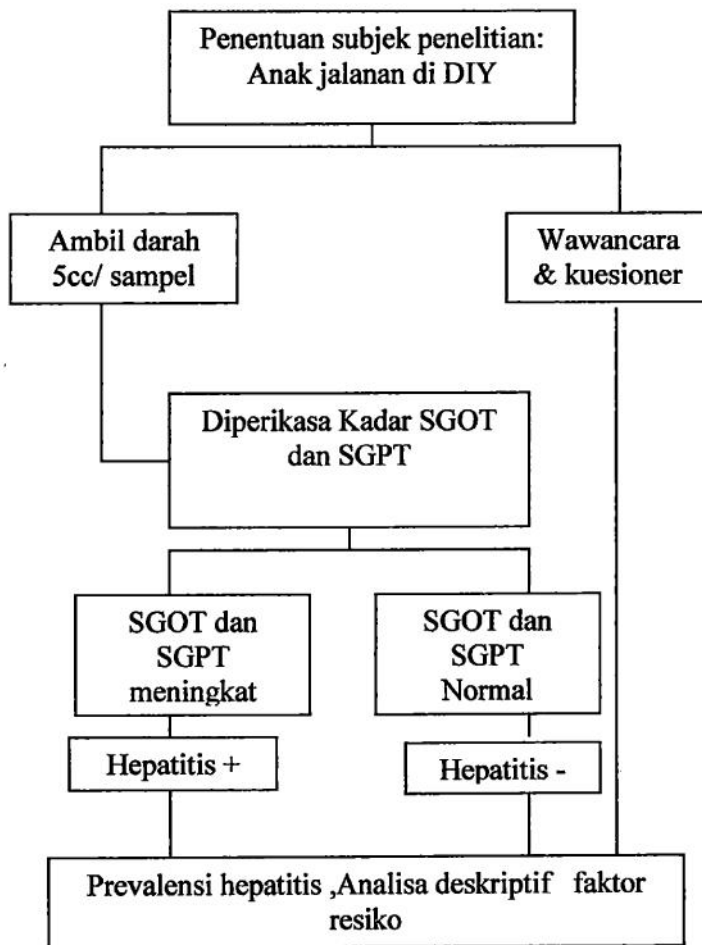 Penentuan subjek penelitian:
Anak jalanan di DIY
Ambil darah
5cc/ sampel
Wawancara
& kuesioner
Diperikasa Kadar SGOT
dan SGPT
SGOT dan
SGPT
meningkat
SGOT dan
SGPT
Normal
Hepatitis +
Hepatitis -
Prevalensi hepatitis ,Analisa deskriptif faktor
resiko